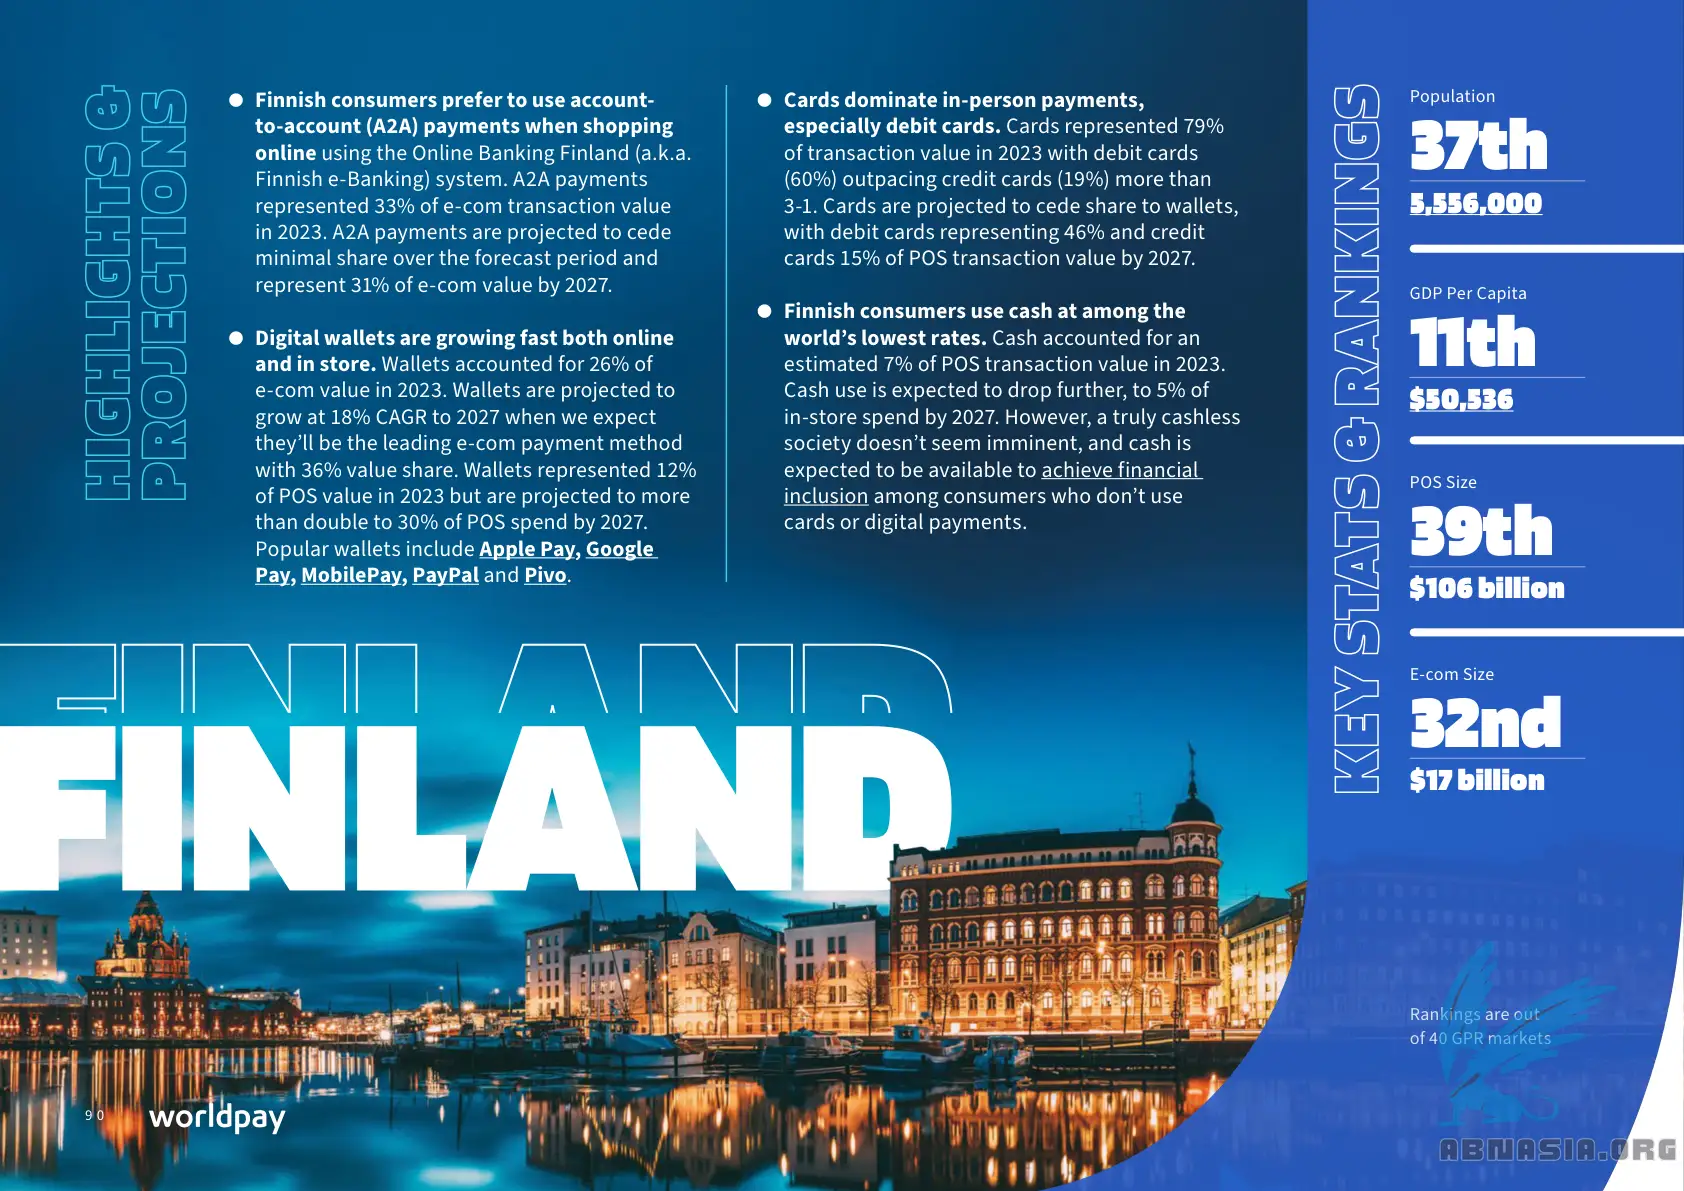 HIGHLIGHTS &
PROJECTIONS
● Finnish consumers prefer to use account-
to-account (A2A) payments when shopping
online using the Online Banking Finland (a.k.a.
Finnish e-Banking) system. A2A payments
represented 33% of e-com transaction value
in 2023. A2A payments are projected to cede
minimal share over the forecast period and
represent 31% of e-com value by 2027.
● Digital wallets are growing fast both online
and in store. Wallets accounted for 26% of
e-com value in 2023. Wallets are projected to
grow at 18% CAGR to 2027 when we expect
they’ll be the leading e-com payment method
with 36% value share. Wallets represented 12%
of POS value in 2023 but are projected to more
than double to 30% of POS spend by 2027.
Popular wallets include Apple Pay, Google
Pay, MobilePay, PayPal and Pivo.
● Cards dominate in-person payments,
especially debit cards. Cards represented 79%
of transaction value in 2023 with debit cards
(60%) outpacing credit cards (19%) more than
3-1. Cards are projected to cede share to wallets,
with debit cards representing 46% and credit
cards 15% of POS transaction value by 2027.
● Finnish consumers use cash at among the
world’s lowest rates. Cash accounted for an
estimated 7% of POS transaction value in 2023.
Cash use is expected to drop further, to 5% of
in-store spend by 2027. However, a truly cashless
society doesn’t seem imminent, and cash is
expected to be available to achieve financial
inclusion among consumers who don’t use
cards or digital payments.
KEY STATS & RANKINGS
Population
37th
5,556,000
GDP Per Capita
11th
$50,536
POS Size
39th
$106 billion
E-com Size
32nd
$17 billion
Rankings are out
of 40 GPR markets
FINLAND
FINLAND
90
worldpay
ABMASIA.ORG